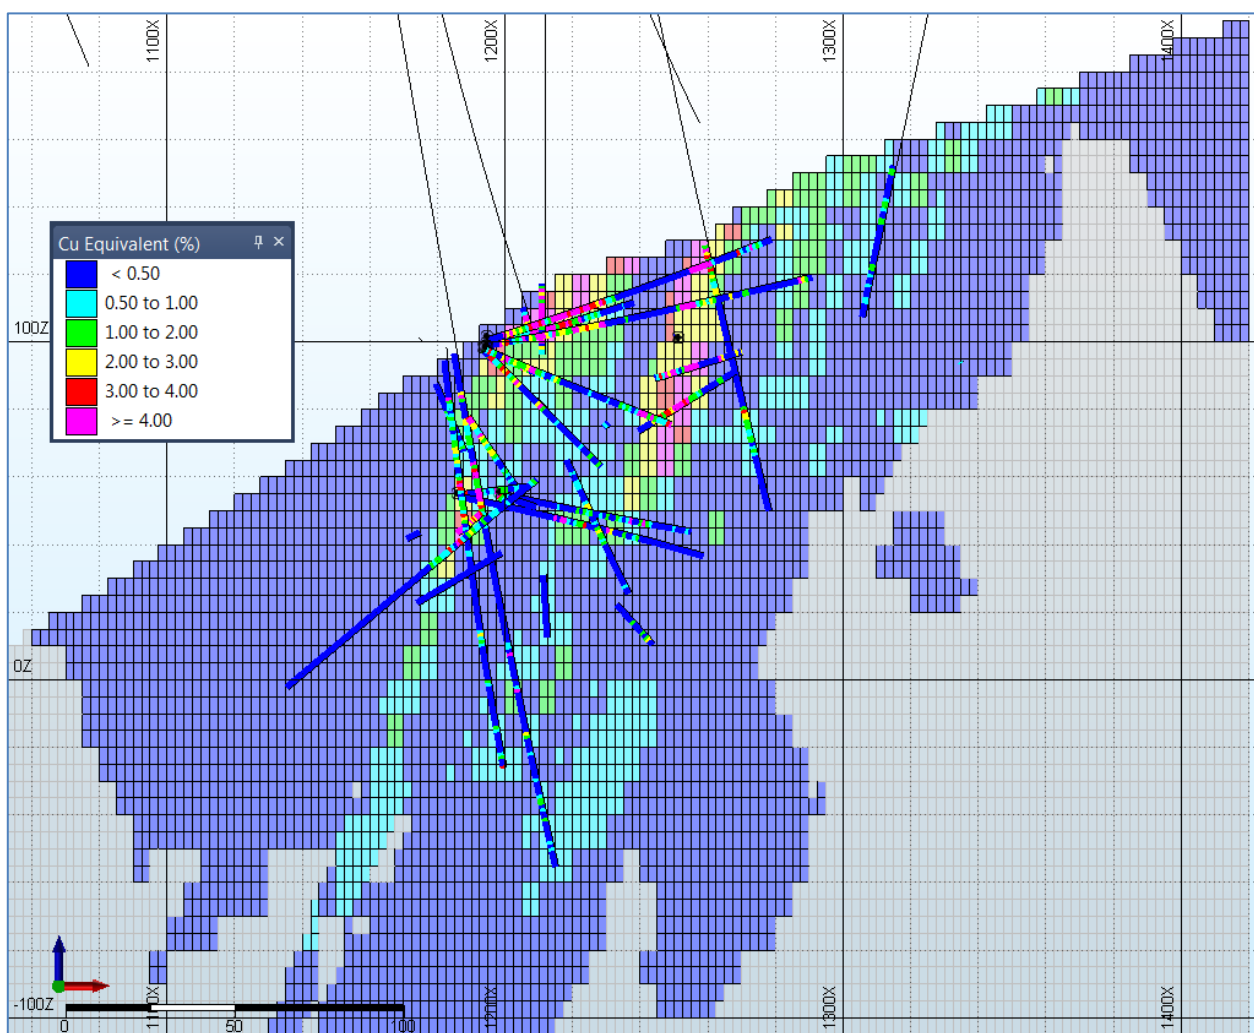 1100X
1200X
1300X
1400X
Cu Equivalent (%)
< 0.50
0.50 to 1.00
1.00 to 2.00
2.00 to 3.00
3.00 to 4.00
>= 4.00
100Z
0Z
-100Z
0
50
100
1100X
1200X
1300X
1400X